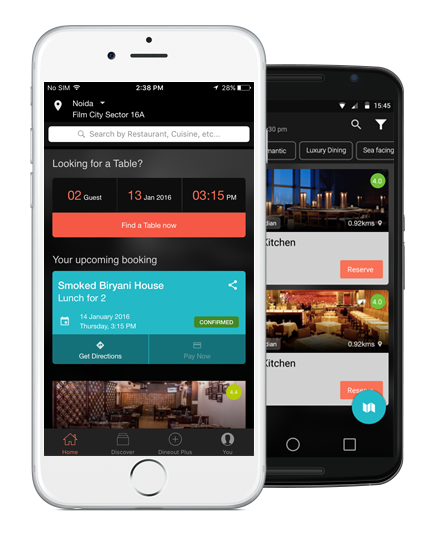 No SIM 2:38 PM 28%
Noida
Film City Sector 16A
Search by Restaurant, Cuisine, etc...
Looking for a Table?
02 Guest 13 Jan 2016 03:15 PM
Find a Table now
Your upcoming booking
Smoked Biryani House
Lunch for 2
14 January 2016
Thursday, 3:15 PM
CONFIRMED
Get Directions Pay Now
4.4
Home Discover Dineout Plus You
15:45
30 pm
mantic Luxury Dining Sea facing
4.0
dian 0.92kms
Kitchen
Reserve
4.0
dian 0.92kms
Kitchen
Reserve